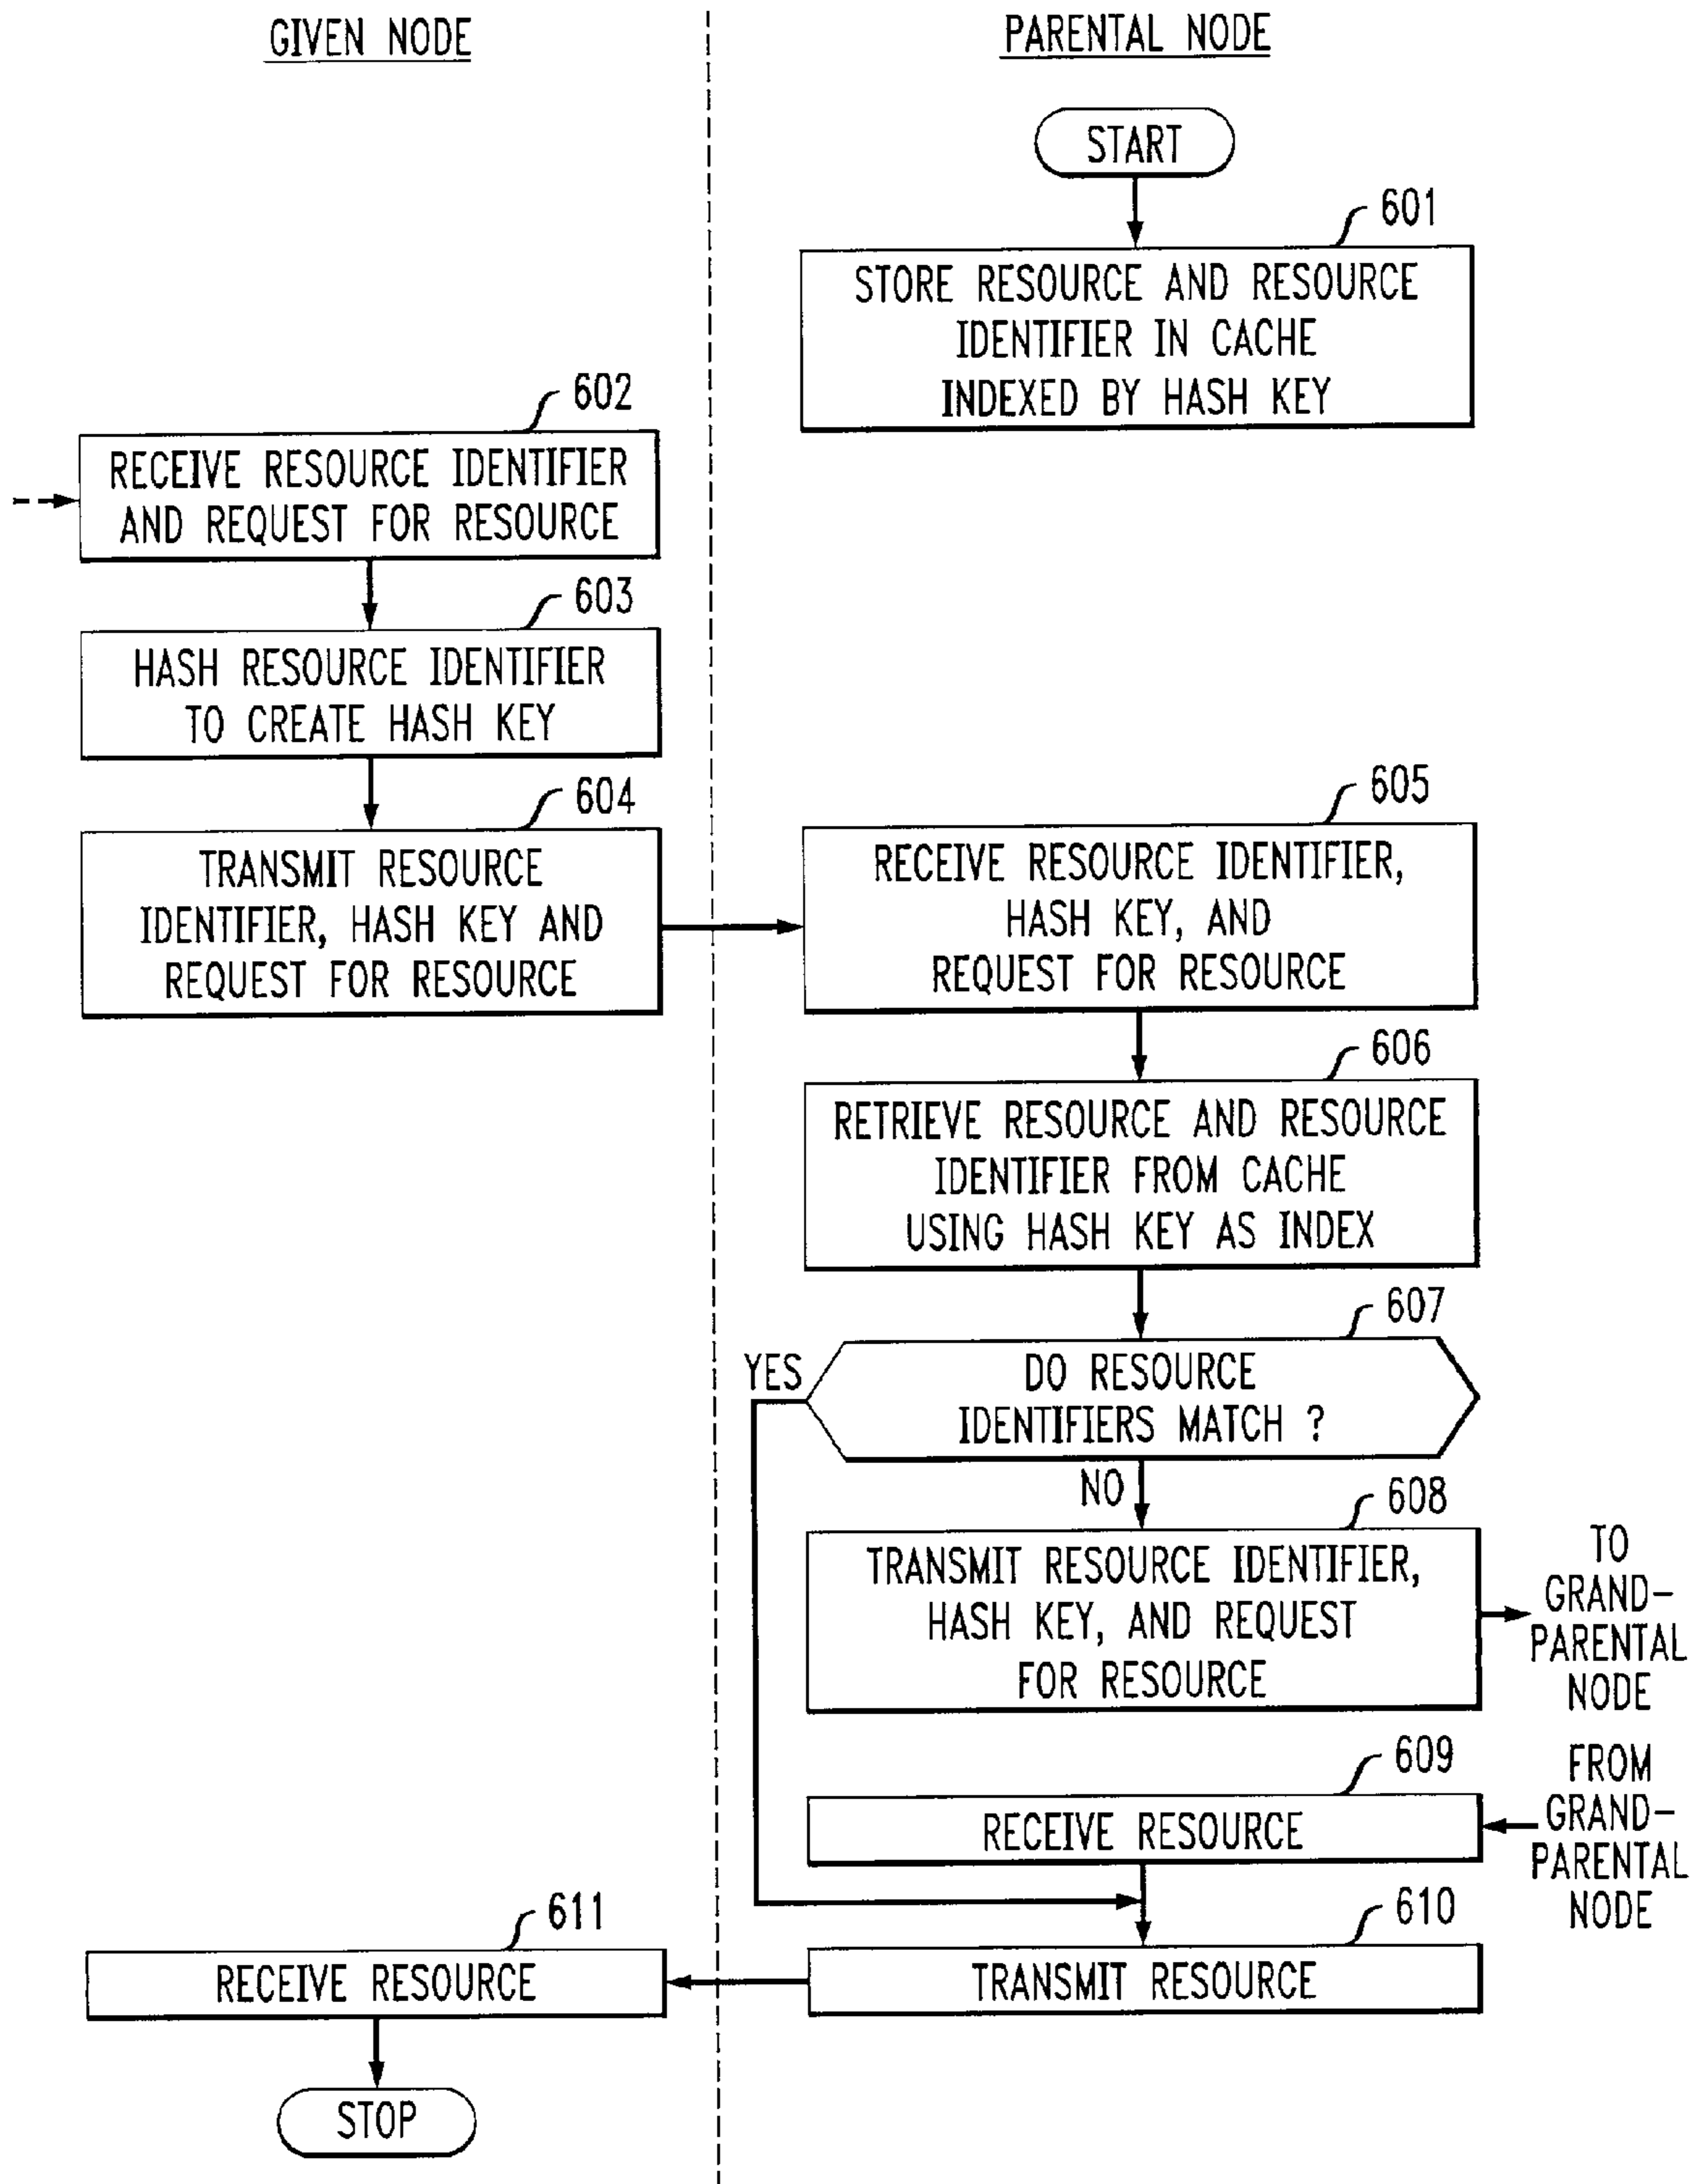 GIVEN NODE
PARENTAL NODE
START
601
STORE RESOURCE AND RESOURCE
IDENTIFIER IN CACHE
INDEXED BY HASH KEY
602
RECEIVE RESOURCE IDENTIFIER
AND REQUEST FOR RESOURCE
603
HASH RESOURCE IDENTIFIER
TO CREATE HASH KEY
604
TRANSMIT RESOURCE
IDENTIFIER, HASH KEY AND
REQUEST FOR RESOURCE
605
RECEIVE RESOURCE IDENTIFIER,
HASH KEY, AND
REQUEST FOR RESOURCE
606
RETRIEVE RESOURCE AND RESOURCE
IDENTIFIER FROM CACHE
USING HASH KEY AS INDEX
607
YES
DO RESOURCE
IDENTIFIERS MATCH ?
NO
608
TRANSMIT RESOURCE IDENTIFIER,
HASH KEY, AND REQUEST
FOR RESOURCE
TO
GRAND-
PARENTAL
NODE
609
RECEIVE RESOURCE
FROM
GRAND-
PARENTAL
NODE
610
TRANSMIT RESOURCE
611
RECEIVE RESOURCE
STOP